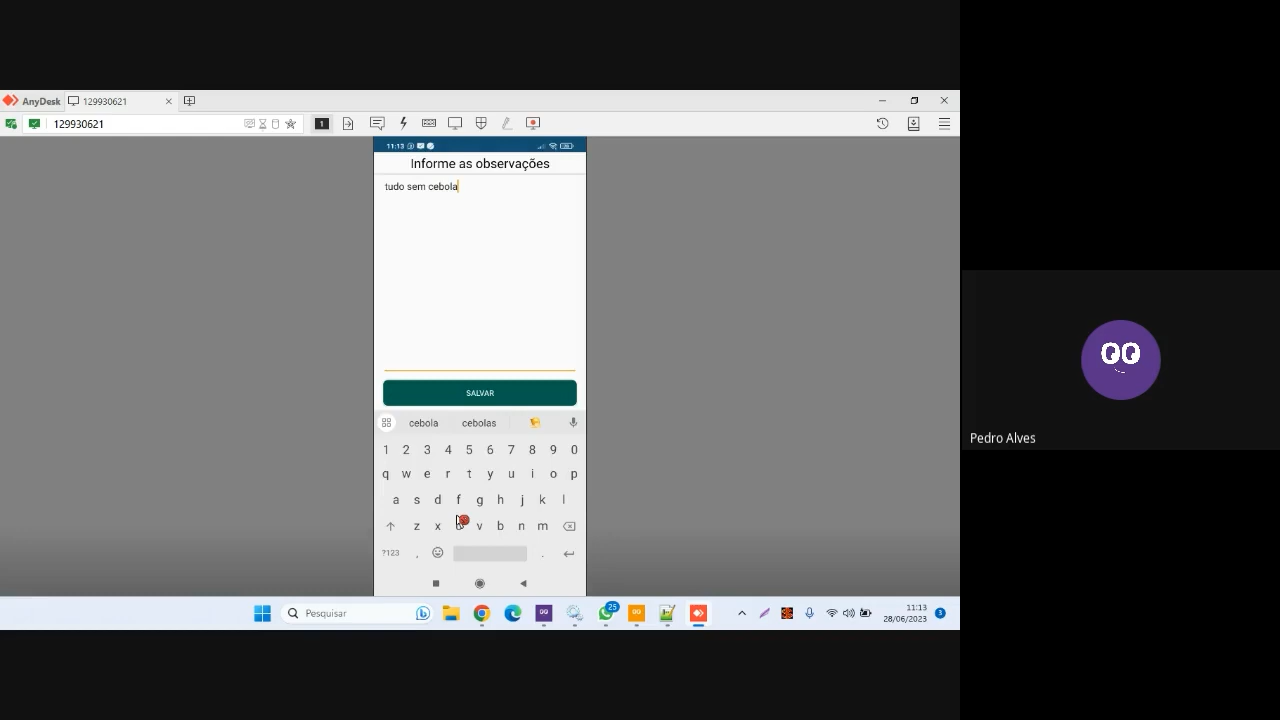 AnyDesk
129930621
129930621
1
11:13
Informe as observações
tudo sem cebola
SALVAR
cebola
cebolas
1 2 3 4 5 6 7 8 9 0
q w e r t y u i o p
a s d f g h j k l
z x v b n m
?123 , .
Pedro Alves
Pesquisar
25
11:13
28/06/2023
3